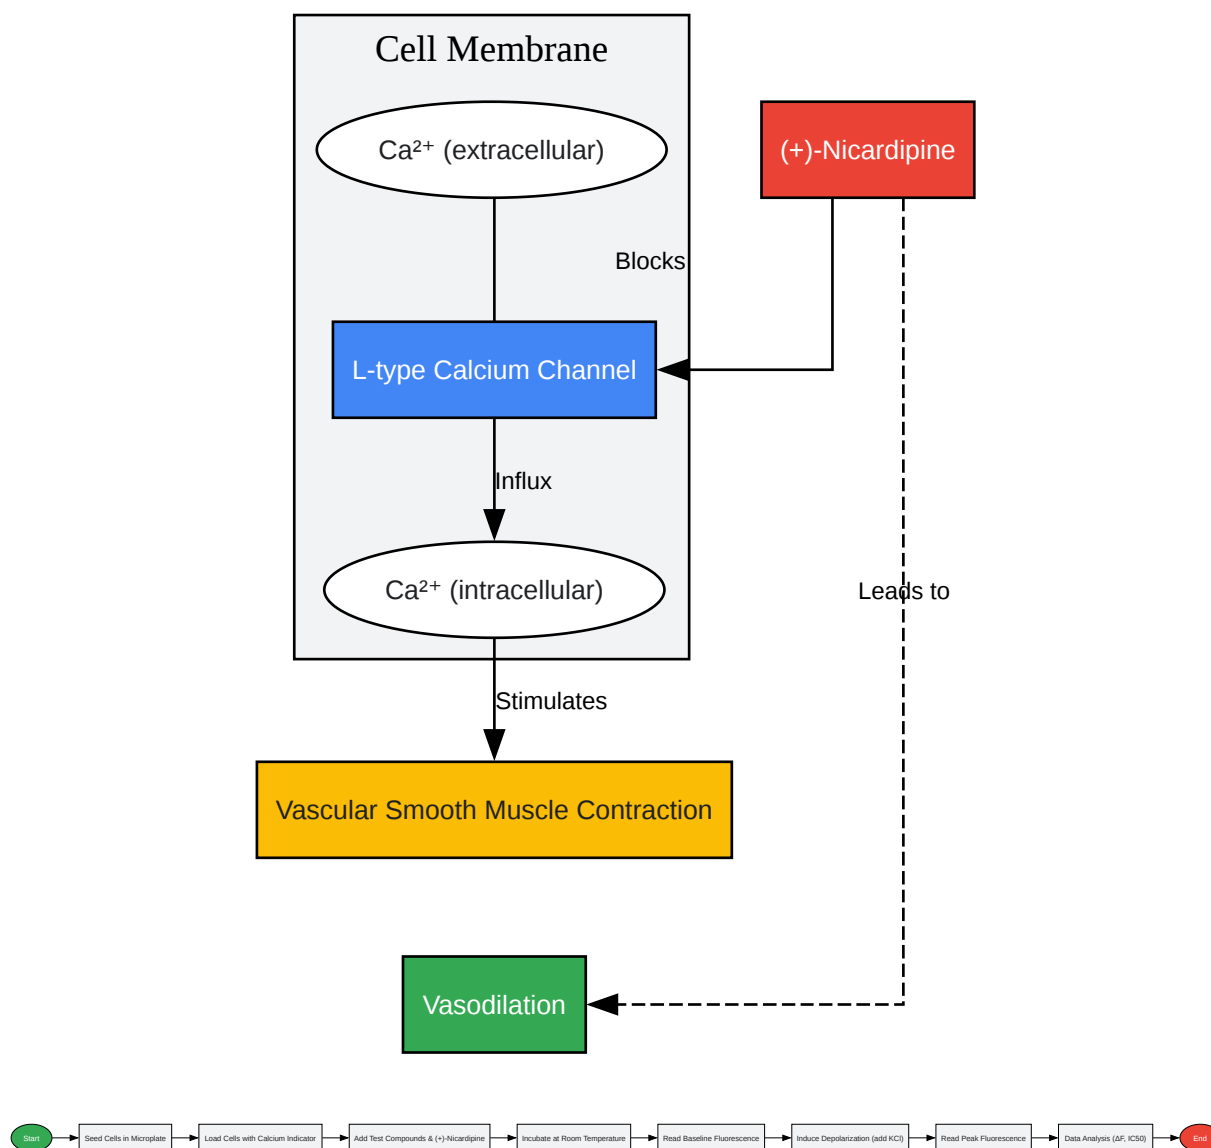 Cell Membrane
Ca²⁺ (extracellular)
(+)-Nicardipine
Blocks
L-type Calcium Channel
Influx
Ca²⁺ (intracellular)
Leads to
Stimulates
Vascular Smooth Muscle Contraction
Vasodilation
Start
Seed Cells in Microplate
Load Cells with Calcium Indicator
Add Test Compounds & (+)-Nicardipine
Incubate at Room Temperature
Read Baseline Fluorescence
Induce Depolarization (add KCl)
Read Peak Fluorescence
Data Analysis (ΔF, IC50)
End